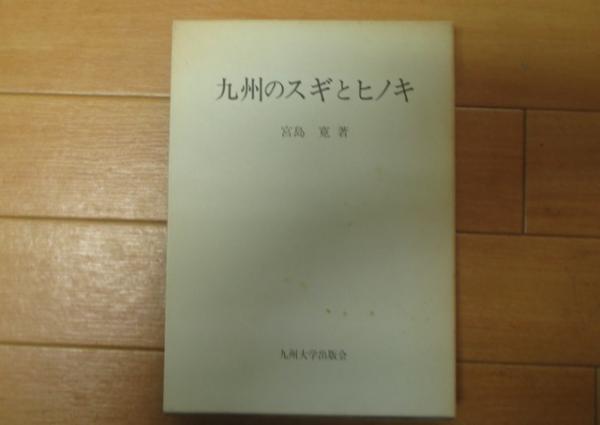 九州のスギとヒノキ
宮島 寛 著
九州大学出版会